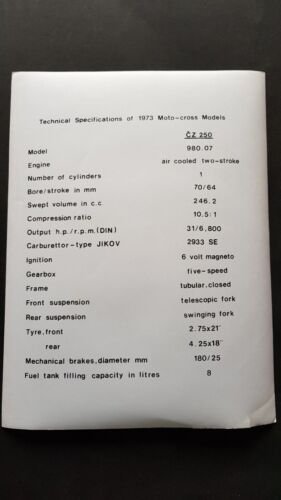 Technical Specifications of 1973 Moto-cross Models
ČZ 250
Model 980.07
Engine air cooled two-stroke
Number of cylinders 1
Bore/stroke in mm 70/64
Swept volume in c.c 246.2
Compression ratio 10.5:1
Output h.p./r.p.m.(DIN) 31/6,800
Carburettor-type JIKOV 2933 SE
Ignition 6 volt magneto
Gearbox five-speed
Frame tubular.closed
Front suspension telescopic fork
Rear suspension swinging fork
Tyre,front 2.75x21"
rear 4.25x18"
Mechanical brakes,diameter mm 180/25
Fuel tank filling capacity in litres 8